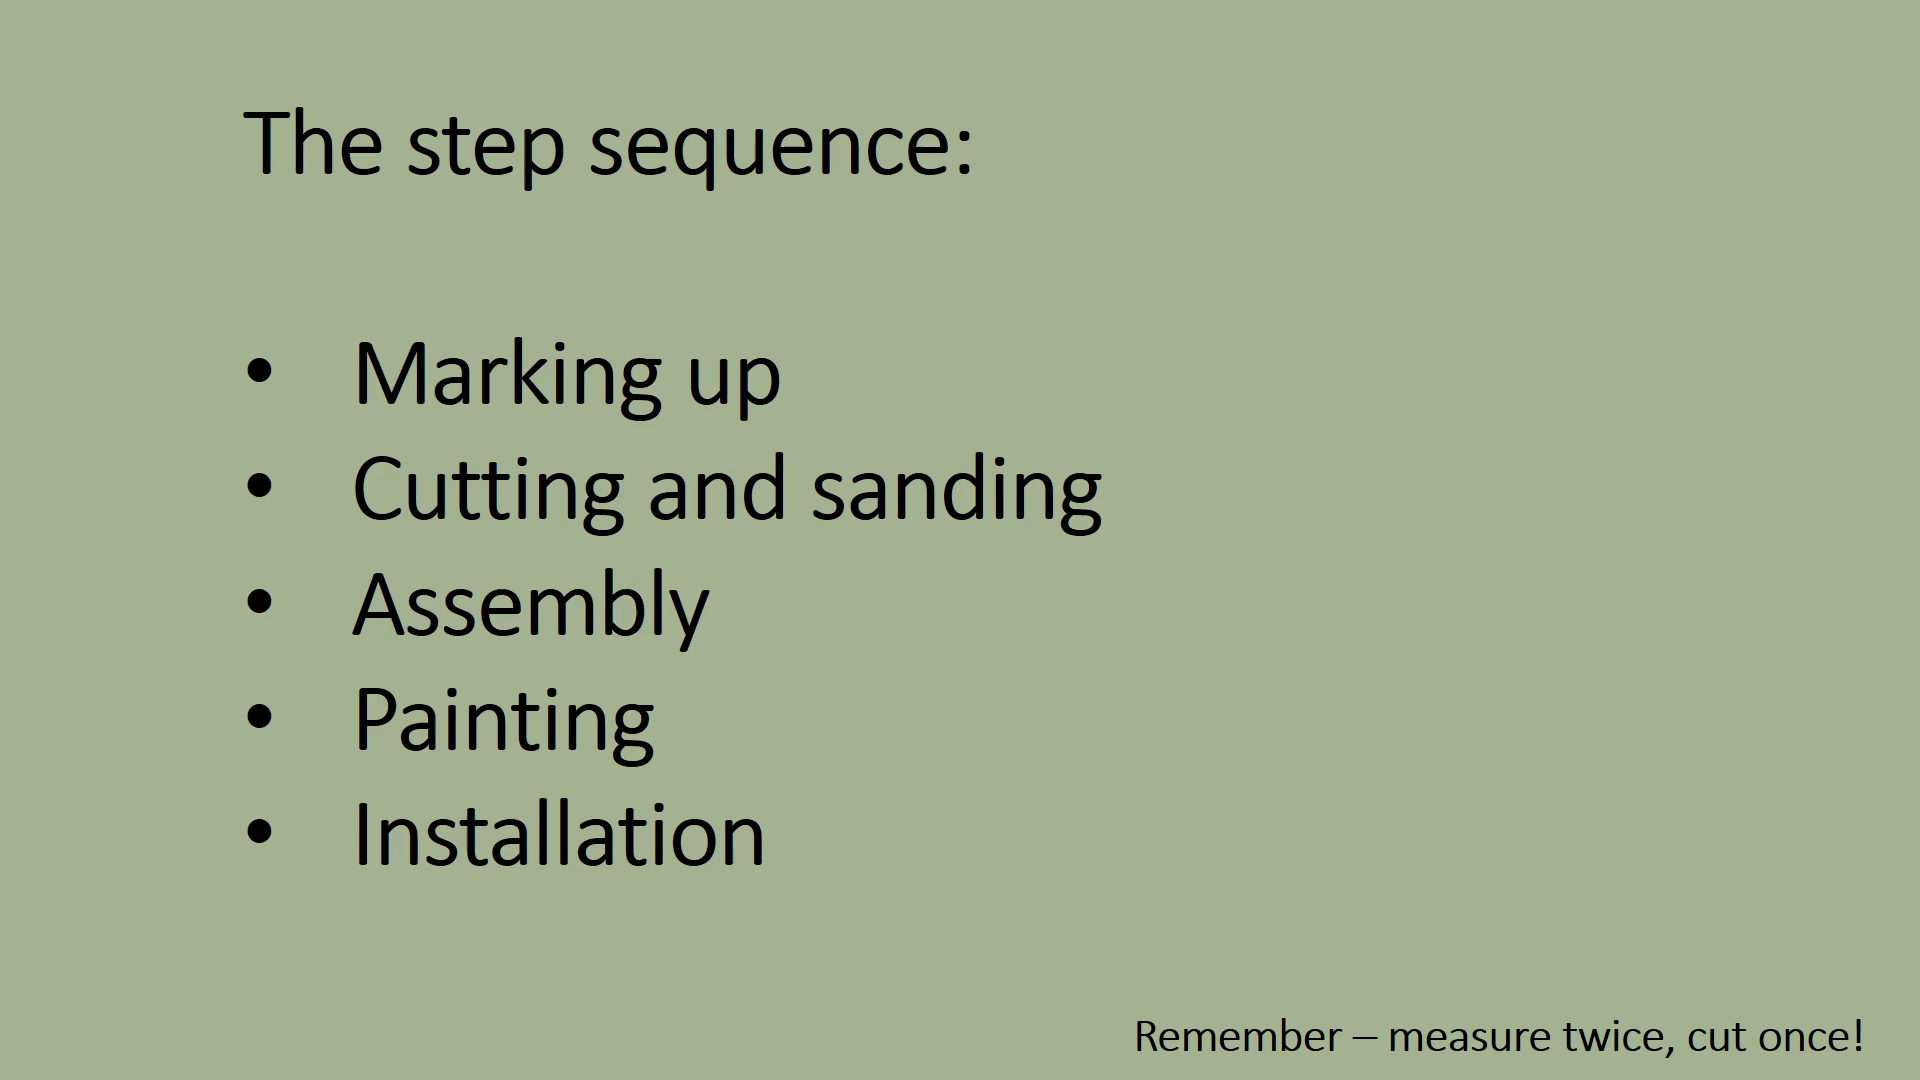 The step sequence:
• Marking up
• Cutting and sanding
• Assembly
• Painting
• Installation
Remember – measure twice, cut once!